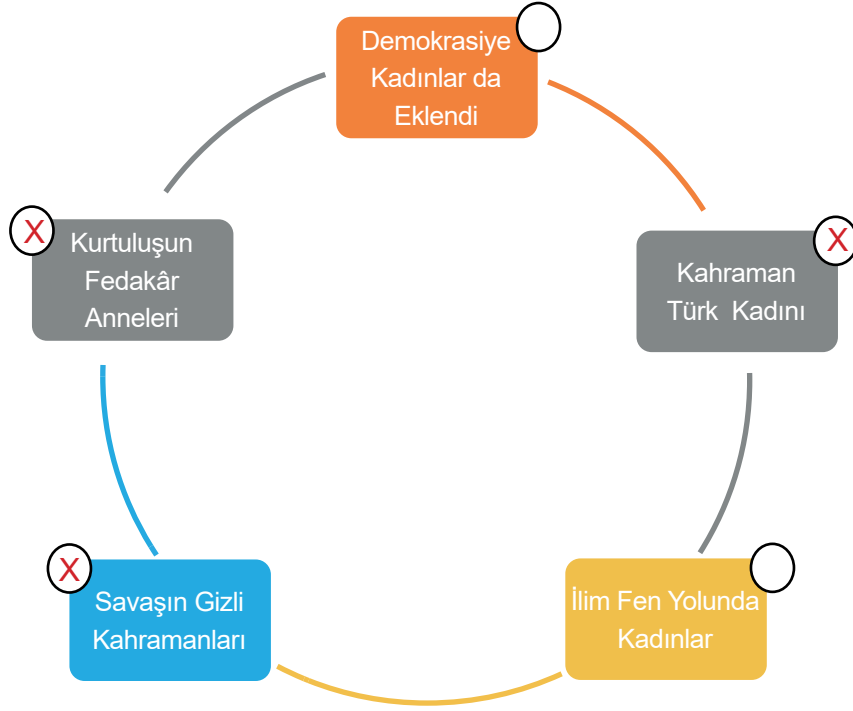 Demokrasiye
Kadınlar da
Eklendi
X
Kurtuluşun
Fedakâr
Anneleri
X
Kahraman
Türk Kadını
X
Savaşın Gizli
Kahramanları
İlim Fen Yolunda
Kadınlar